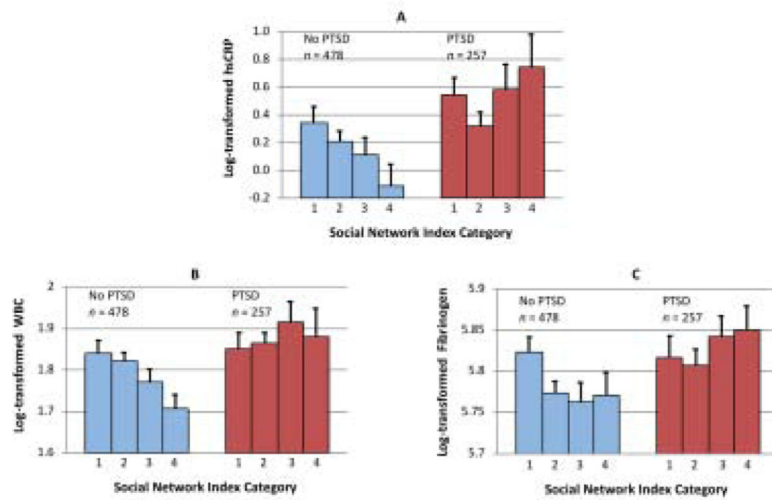 A
No PTSD
n = 478
PTSD
n = 257
Log-transformed hsCRP
1.0
0.8
0.6
0.4
0.2
0.0
-0.2
1 2 3 4 1 2 3 4
Social Network Index Category
B
No PTSD
n = 478
PTSD
n = 257
Log-transformed WBC
2
1.9
1.8
1.7
1.6
1 2 3 4 1 2 3 4
Social Network Index Category
C
No PTSD
n = 478
PTSD
n = 257
Log-transformed Fibrinogen
5.9
5.85
5.8
5.75
5.7
1 2 3 4 1 2 3 4
Social Network Index Category